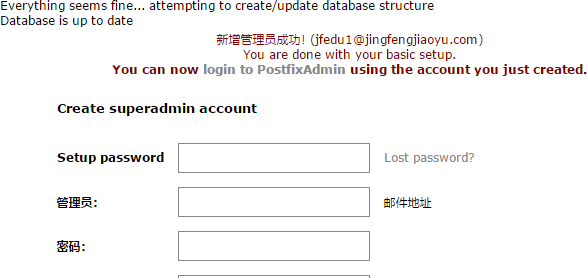 Everything seems fine... attempting to create/update database structure
Database is up to date
新增管理员成功! (jfedu1@jingfengjiaoyu.com)
You are done with your basic setup.
You can now login to PostfixAdmin using the account you just created.
Create superadmin account
Setup password Lost password?
管理员: 邮件地址
密码: